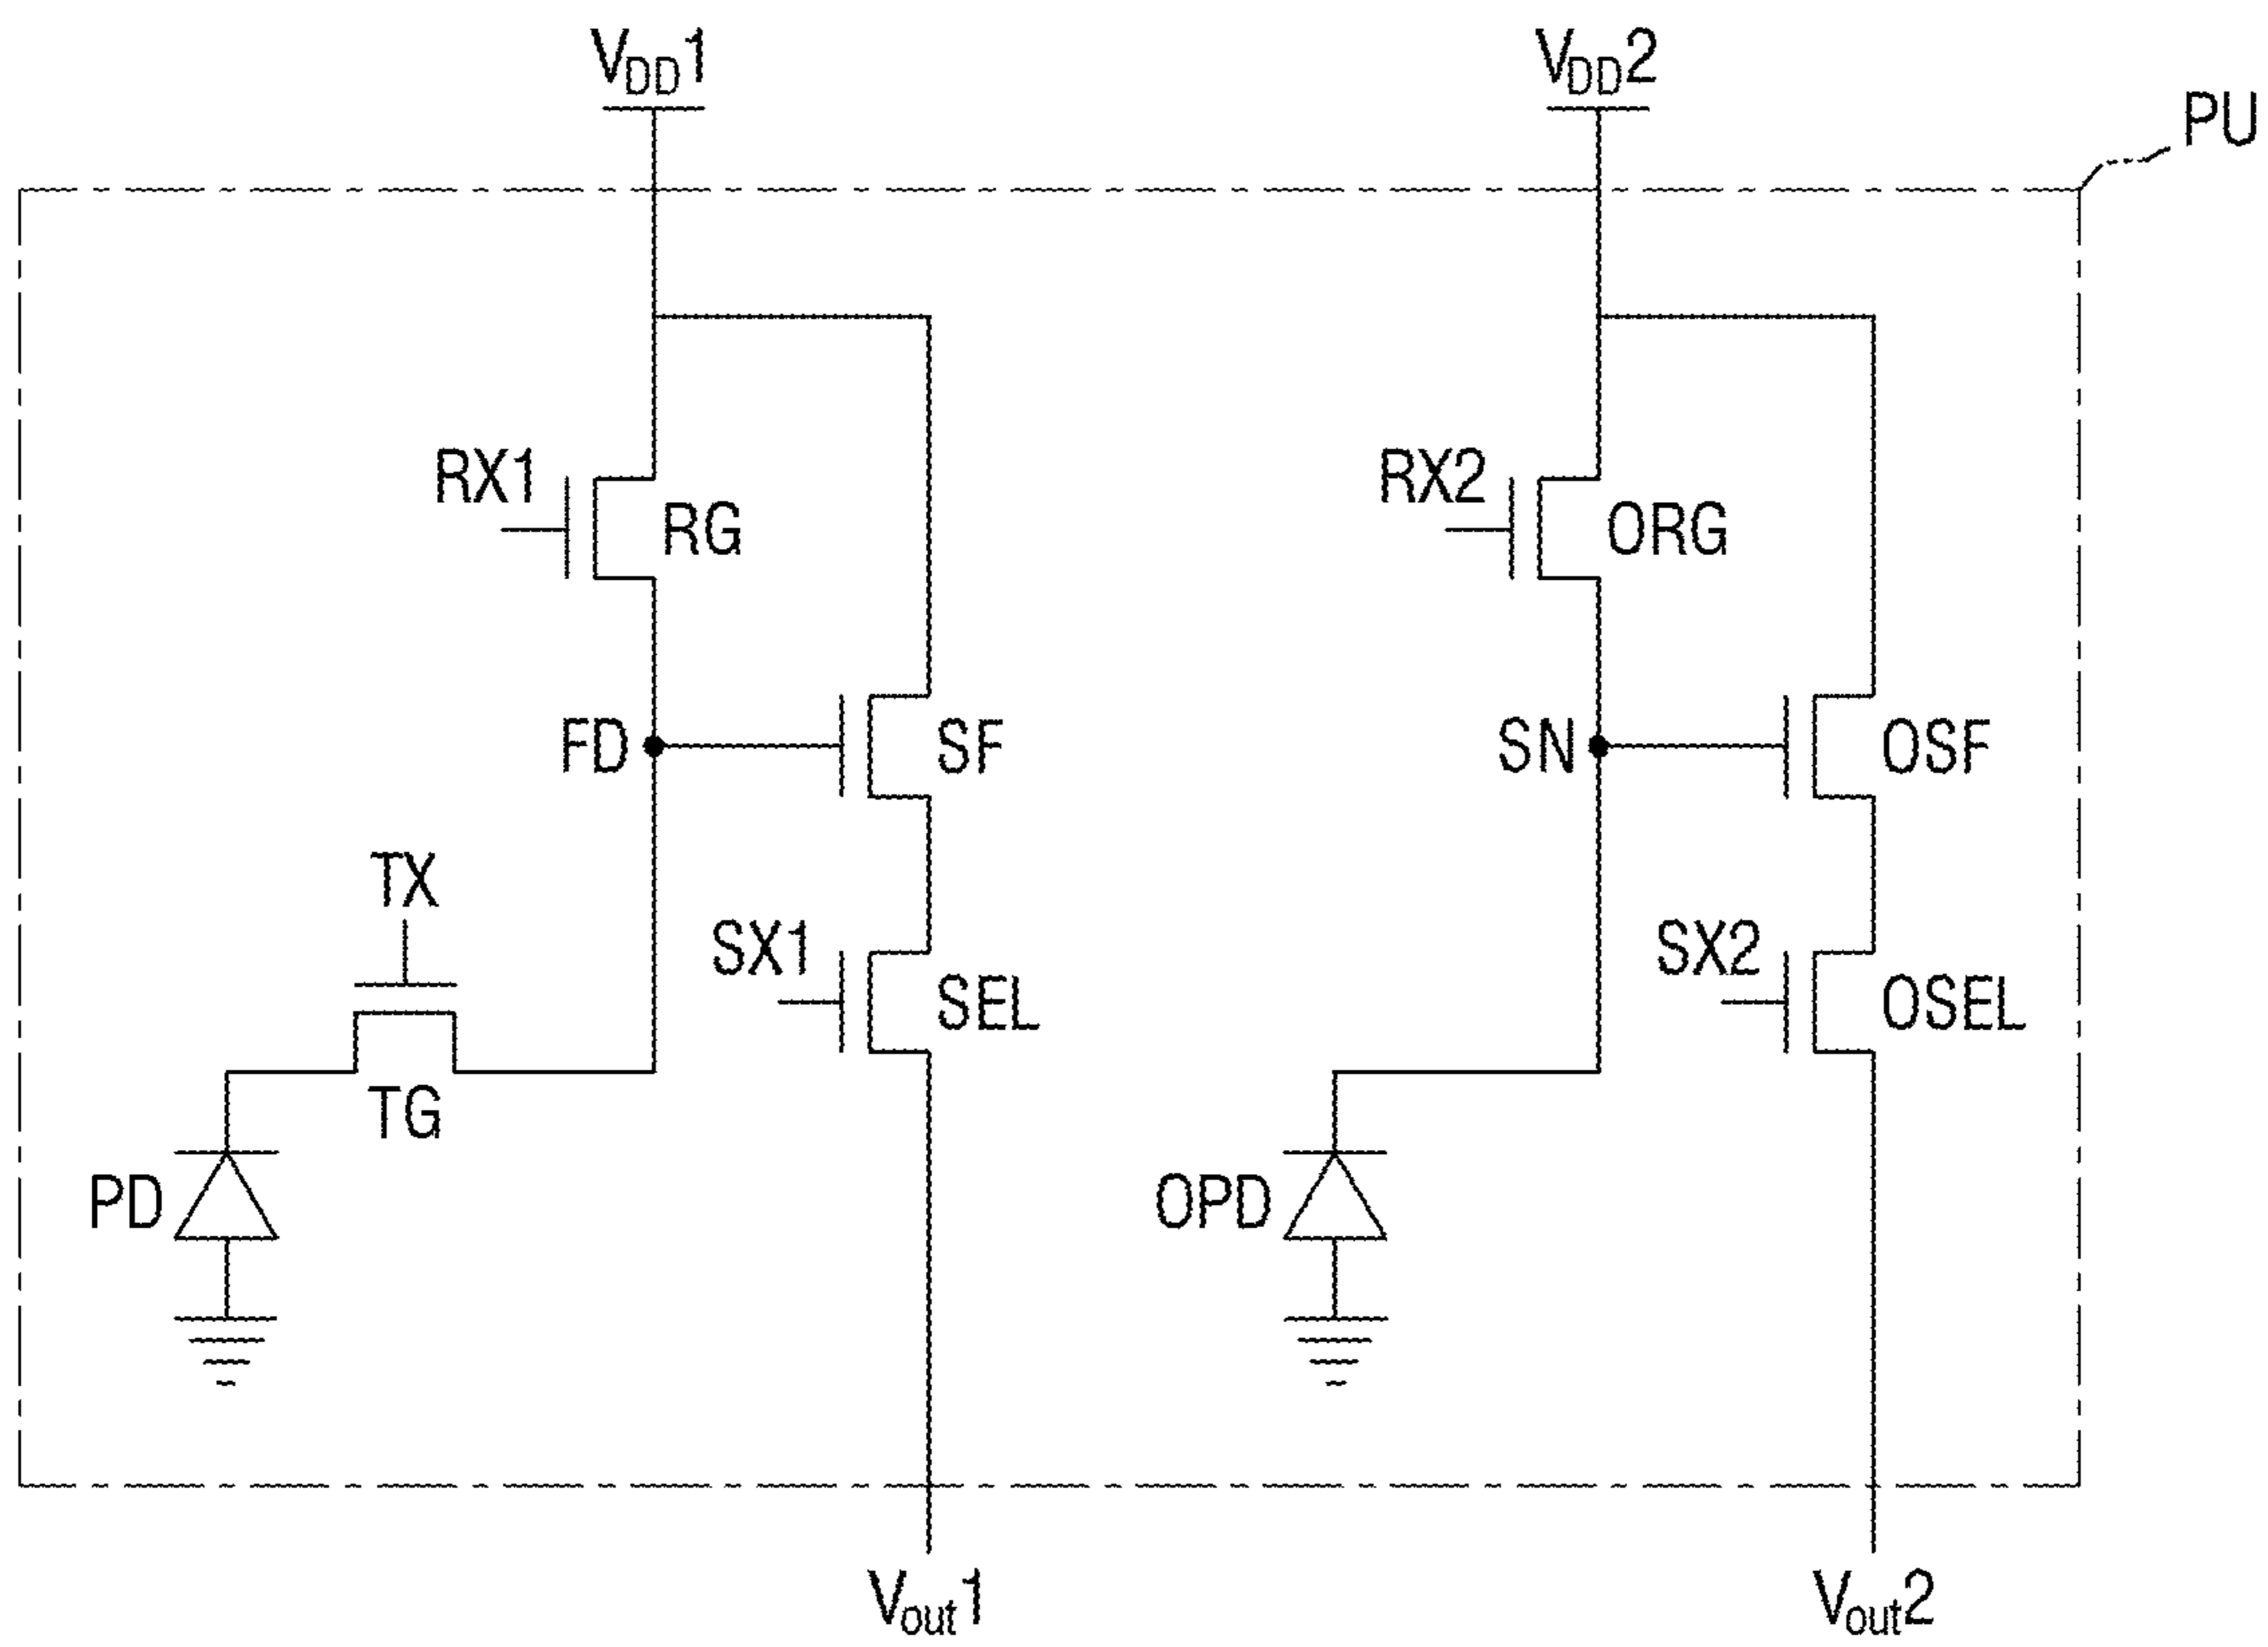 VDD1
VDD2
PU
RX1
RG
RX2
ORG
FD
SF
SN
OSF
TX
SX1
SEL
SX2
OSEL
TG
PD
OPD
Vout1
Vout2